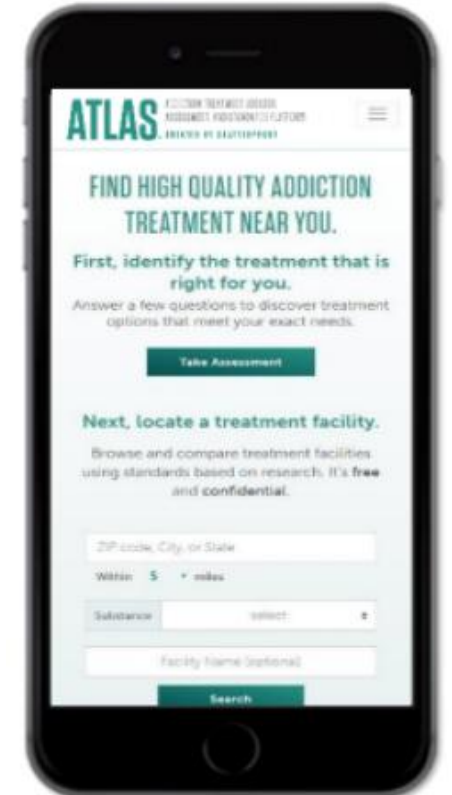 ATLAS
CREATED BY SHATTERPROOF
FIND HIGH QUALITY ADDICTION
TREATMENT NEAR YOU.
First, identify the treatment that is
right for you.
Answer a few questions to discover treatment
options that meet your exact needs.
Take Assessment
Next, locate a treatment facility.
Browse and compare treatment facilities
using standards based on research. It's free
and confidential.
ZIP code, City, or State
Within 5 miles
Substance select
Facility Name (optional)
Search